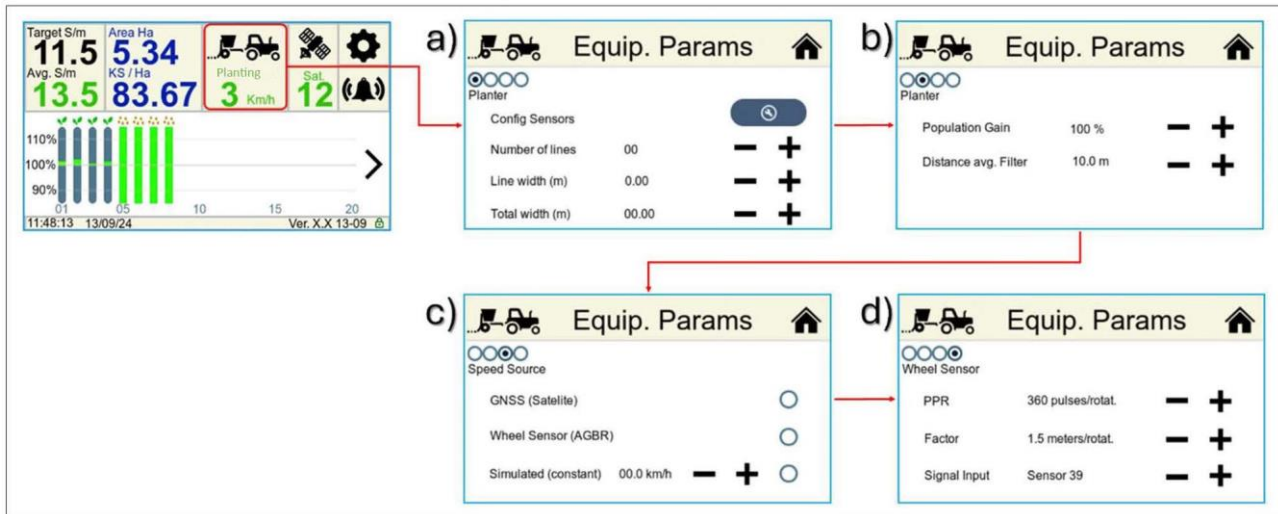 Target S/m
11.5
Area Ha
5.34
Avg. S/m
13.5
KS / Ha
83.67
Planting
3 Km/h
Sat.
12
110%
100%
90%
01 05 10 15 20
11:48:13 13/09/24 Ver. X.X 13-09
a)
Equip. Params
Planter
Config Sensors
Number of lines 00
Line width (m) 0.00
Total width (m) 00.00
b)
Equip. Params
Planter
Population Gain 100 %
Distance avg. Filter 10.0 m
c)
Equip. Params
Speed Source
GNSS (Satelite)
Wheel Sensor (AGBR)
Simulated (constant) 00.0 km/h
d)
Equip. Params
Wheel Sensor
PPR 360 pulses/rotat.
Factor 1.5 meters/rotat.
Signal Input Sensor 39